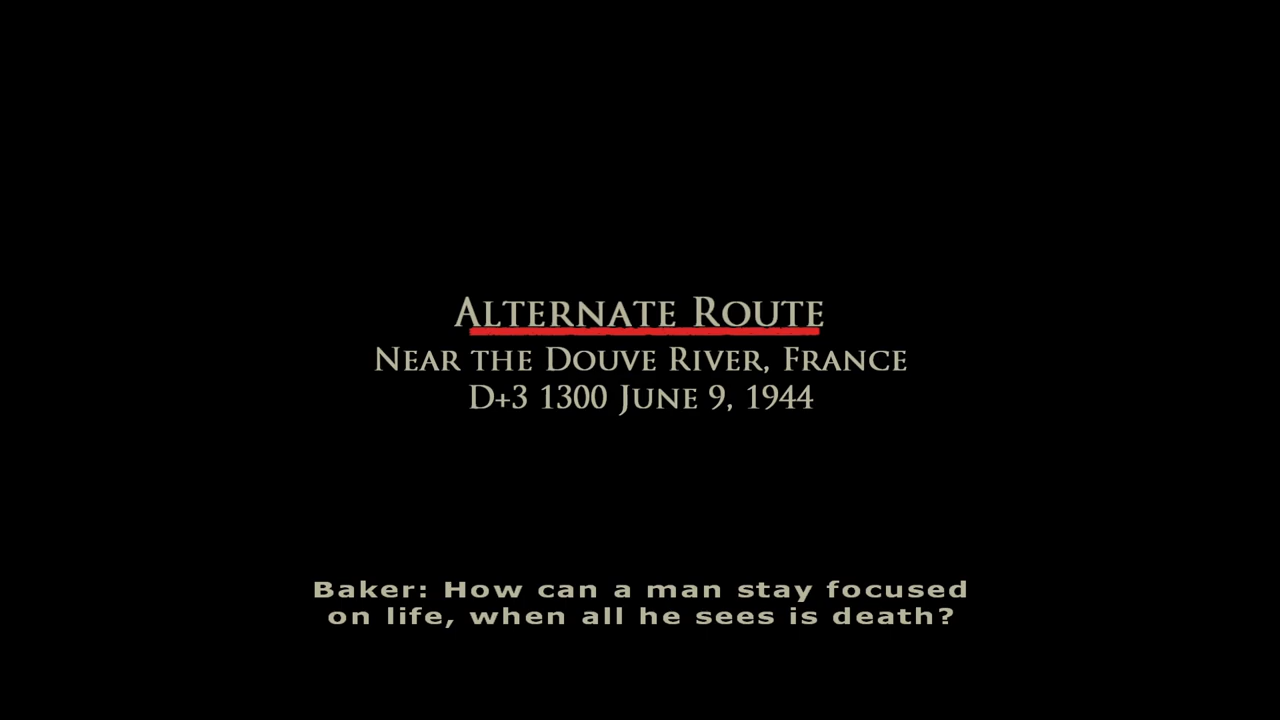 Alternate Route
Near the Douve River, France
D+3 1300 June 9, 1944
Baker: How can a man stay focused
on life, when all he sees is death?